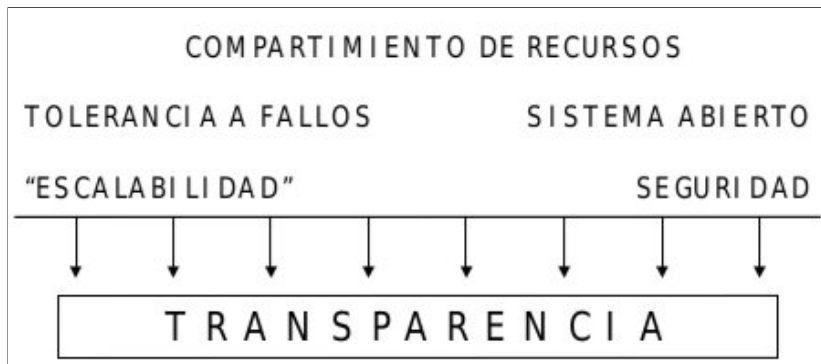 COMPARTIMIENTO DE RECURSOS
TOLERANCIA A FALLOS SISTEMA ABIERTO
“ESCALABILIDAD” SEGURIDAD
TRANSPARENCIA